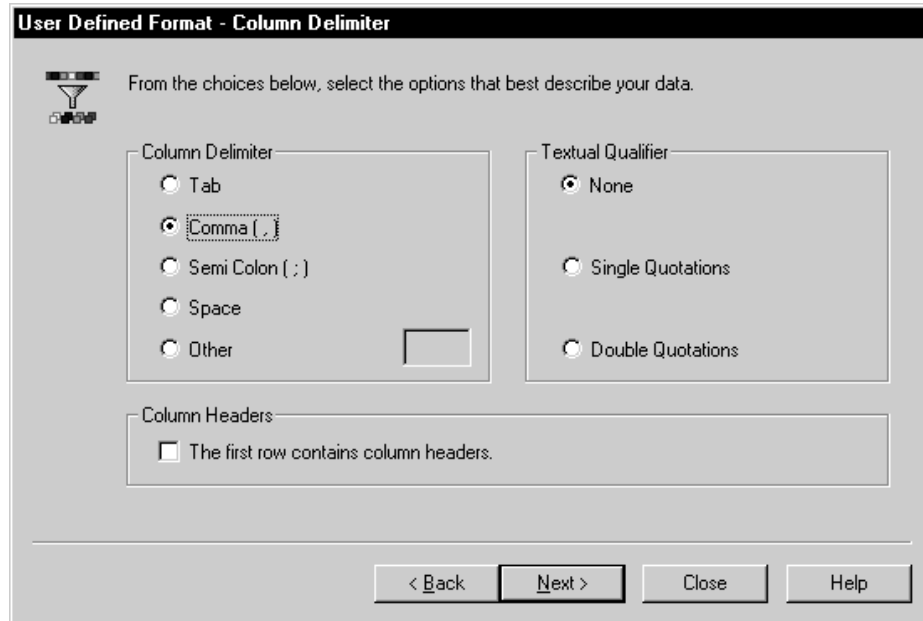 User Defined Format - Column Delimiter
From the choices below, select the options that best describe your data.
Column Delimiter
Tab
Comma ( , )
Semi Colon ( ; )
Space
Other
Textual Qualifier
None
Single Quotations
Double Quotations
Column Headers
The first row contains column headers.
< Back
Next >
Close
Help